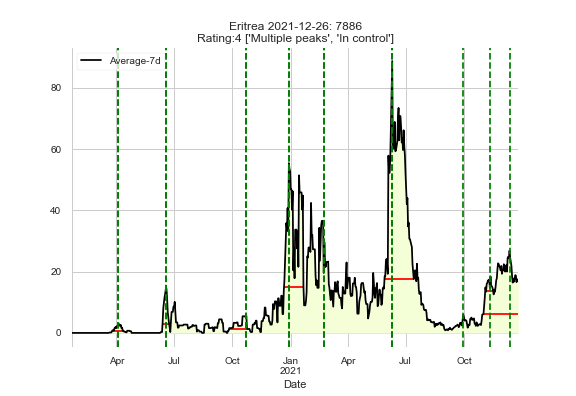 Eritrea 2021-12-26: 7886
Rating:4 ['Multiple peaks', 'In control']
Average-7d
80
60
40
20
0
Apr
Jul
Oct
Jan
2021
Apr
Jul
Oct
Date